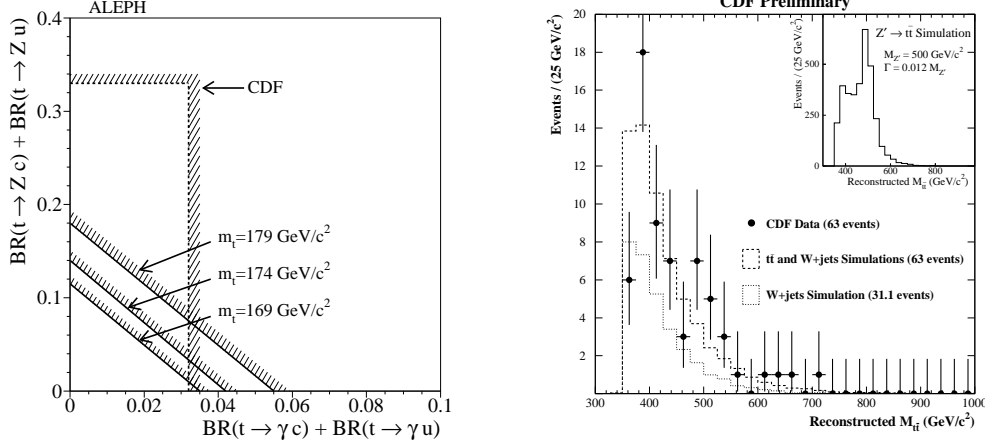 ALEPH
BR(t → Z c) + BR(t → Z u)
0.4
0.3
0.2
0.1
0
CDF
m_t=179 GeV/c²
m_t=174 GeV/c²
m_t=169 GeV/c²
0 0.02 0.04 0.06 0.08 0.1
BR(t → γ c) + BR(t → γ u)
CDF Preliminary
Events / (25 GeV/c²)
20
18
16
14
12
10
8
6
4
2
Events / (25 GeV/c²)
Z′ → tt̄ Simulation
M_Z′ = 500 GeV/c²
Γ = 0.012 M_Z′
500
250
0
400 600 800
Reconstructed M_tt̄ (GeV/c²)
CDF Data (63 events)
tt̄ and W+jets Simulations (63 events)
W+jets Simulation (31.1 events)
300 400 500 600 700 800 900 1000
Reconstructed M_tt̄ (GeV/c²)